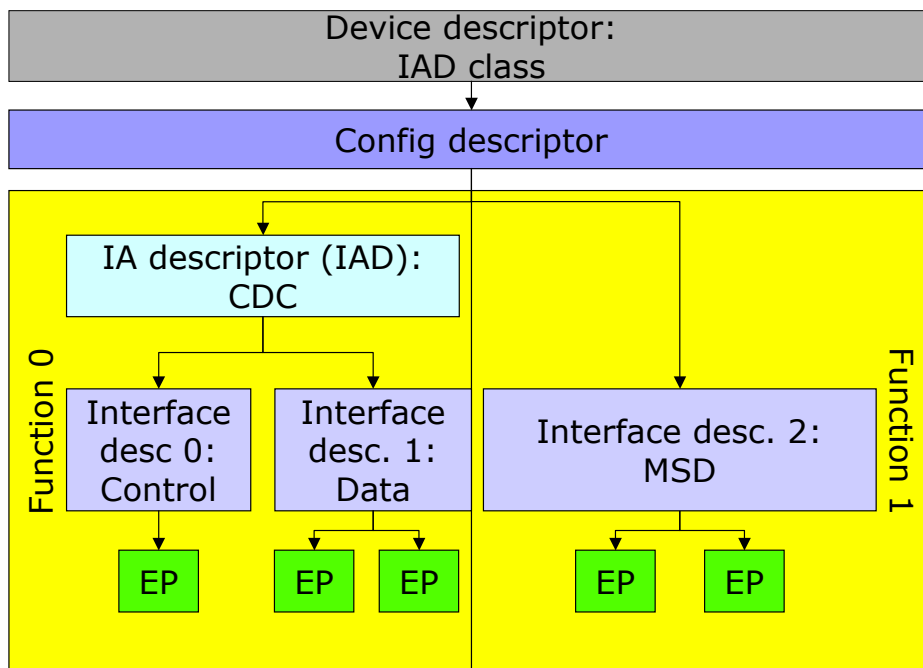 Device descriptor:
IAD class
Config descriptor
IA descriptor (IAD):
CDC
Function 0
Function 1
Interface
desc 0:
Control
Interface
desc. 1:
Data
Interface desc. 2:
MSD
EP
EP
EP
EP
EP